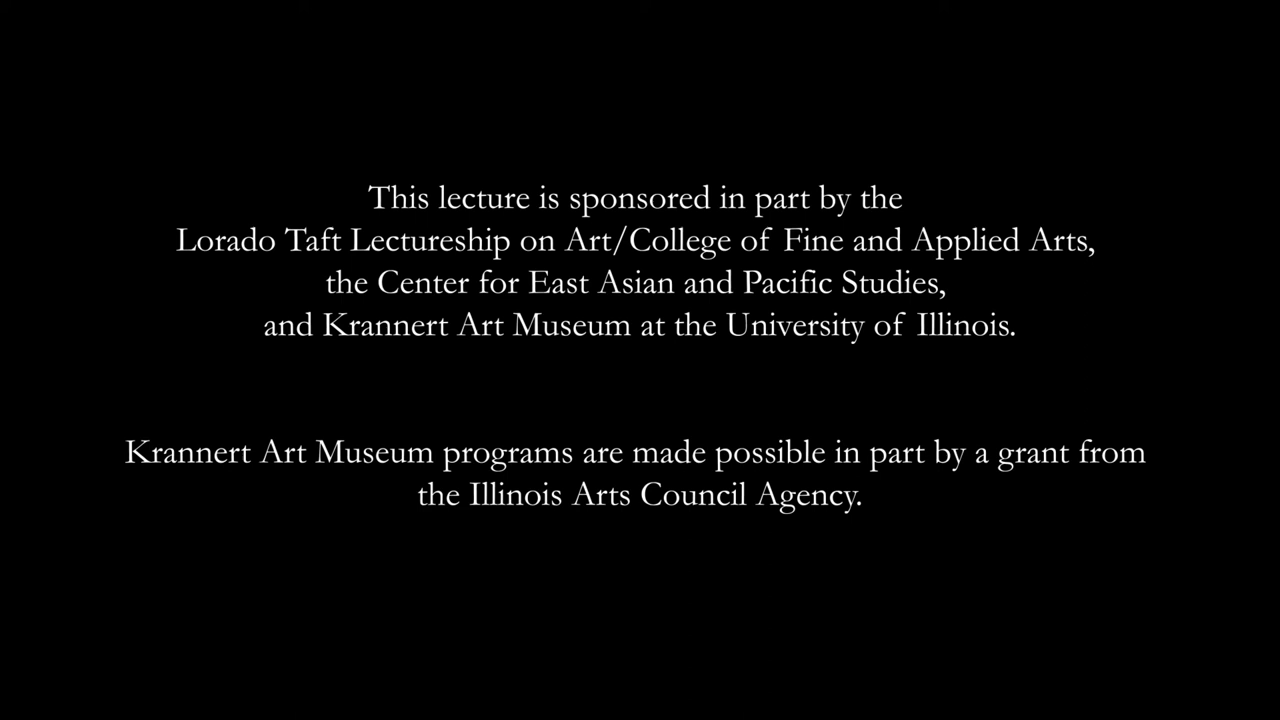 This lecture is sponsored in part by the
Lorado Taft Lectureship on Art/College of Fine and Applied Arts,
the Center for East Asian and Pacific Studies,
and Krannert Art Museum at the University of Illinois.
Krannert Art Museum programs are made possible in part by a grant from
the Illinois Arts Council Agency.